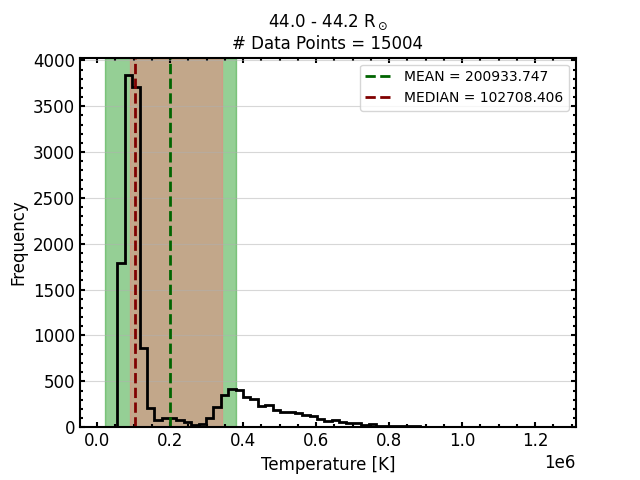 44.0 - 44.2 R⊙
# Data Points = 15004
MEAN = 200933.747
MEDIAN = 102708.406
4000
3500
3000
2500
2000
1500
1000
500
0
Frequency
0.0 0.2 0.4 0.6 0.8 1.0 1.2
1e6
Temperature [K]